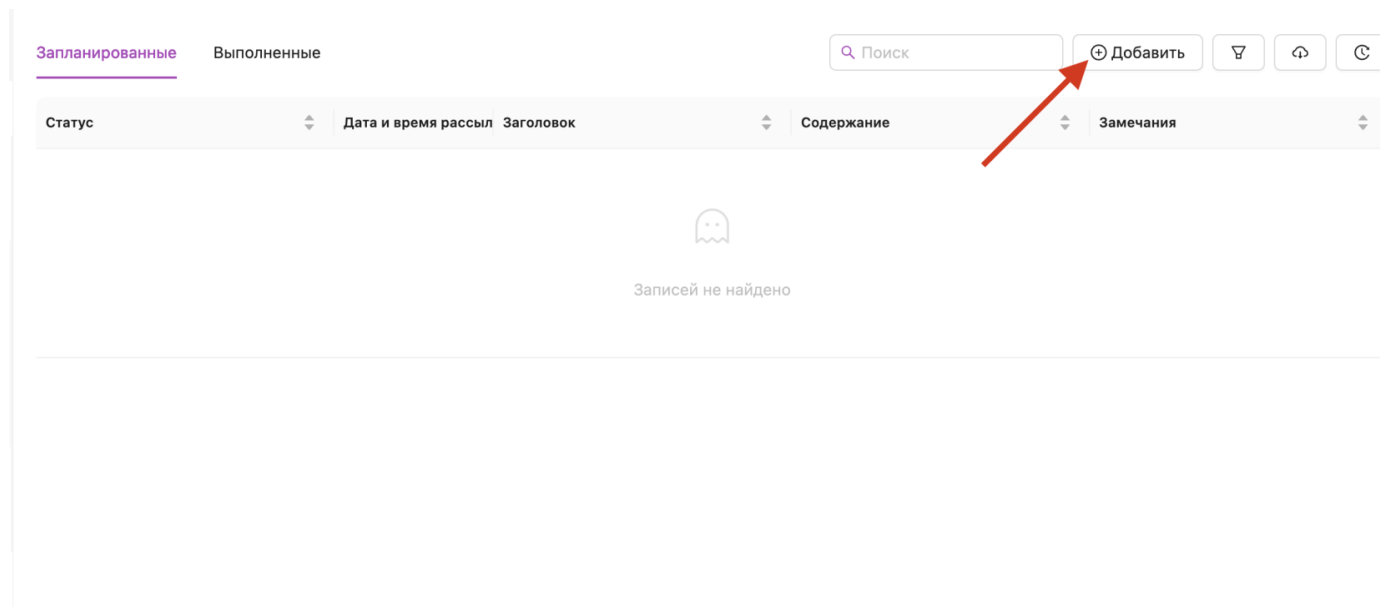 Запланированные Выполненные Поиск Добавить
Статус Дата и время рассыл Заголовок Содержание Замечания
Записей не найдено